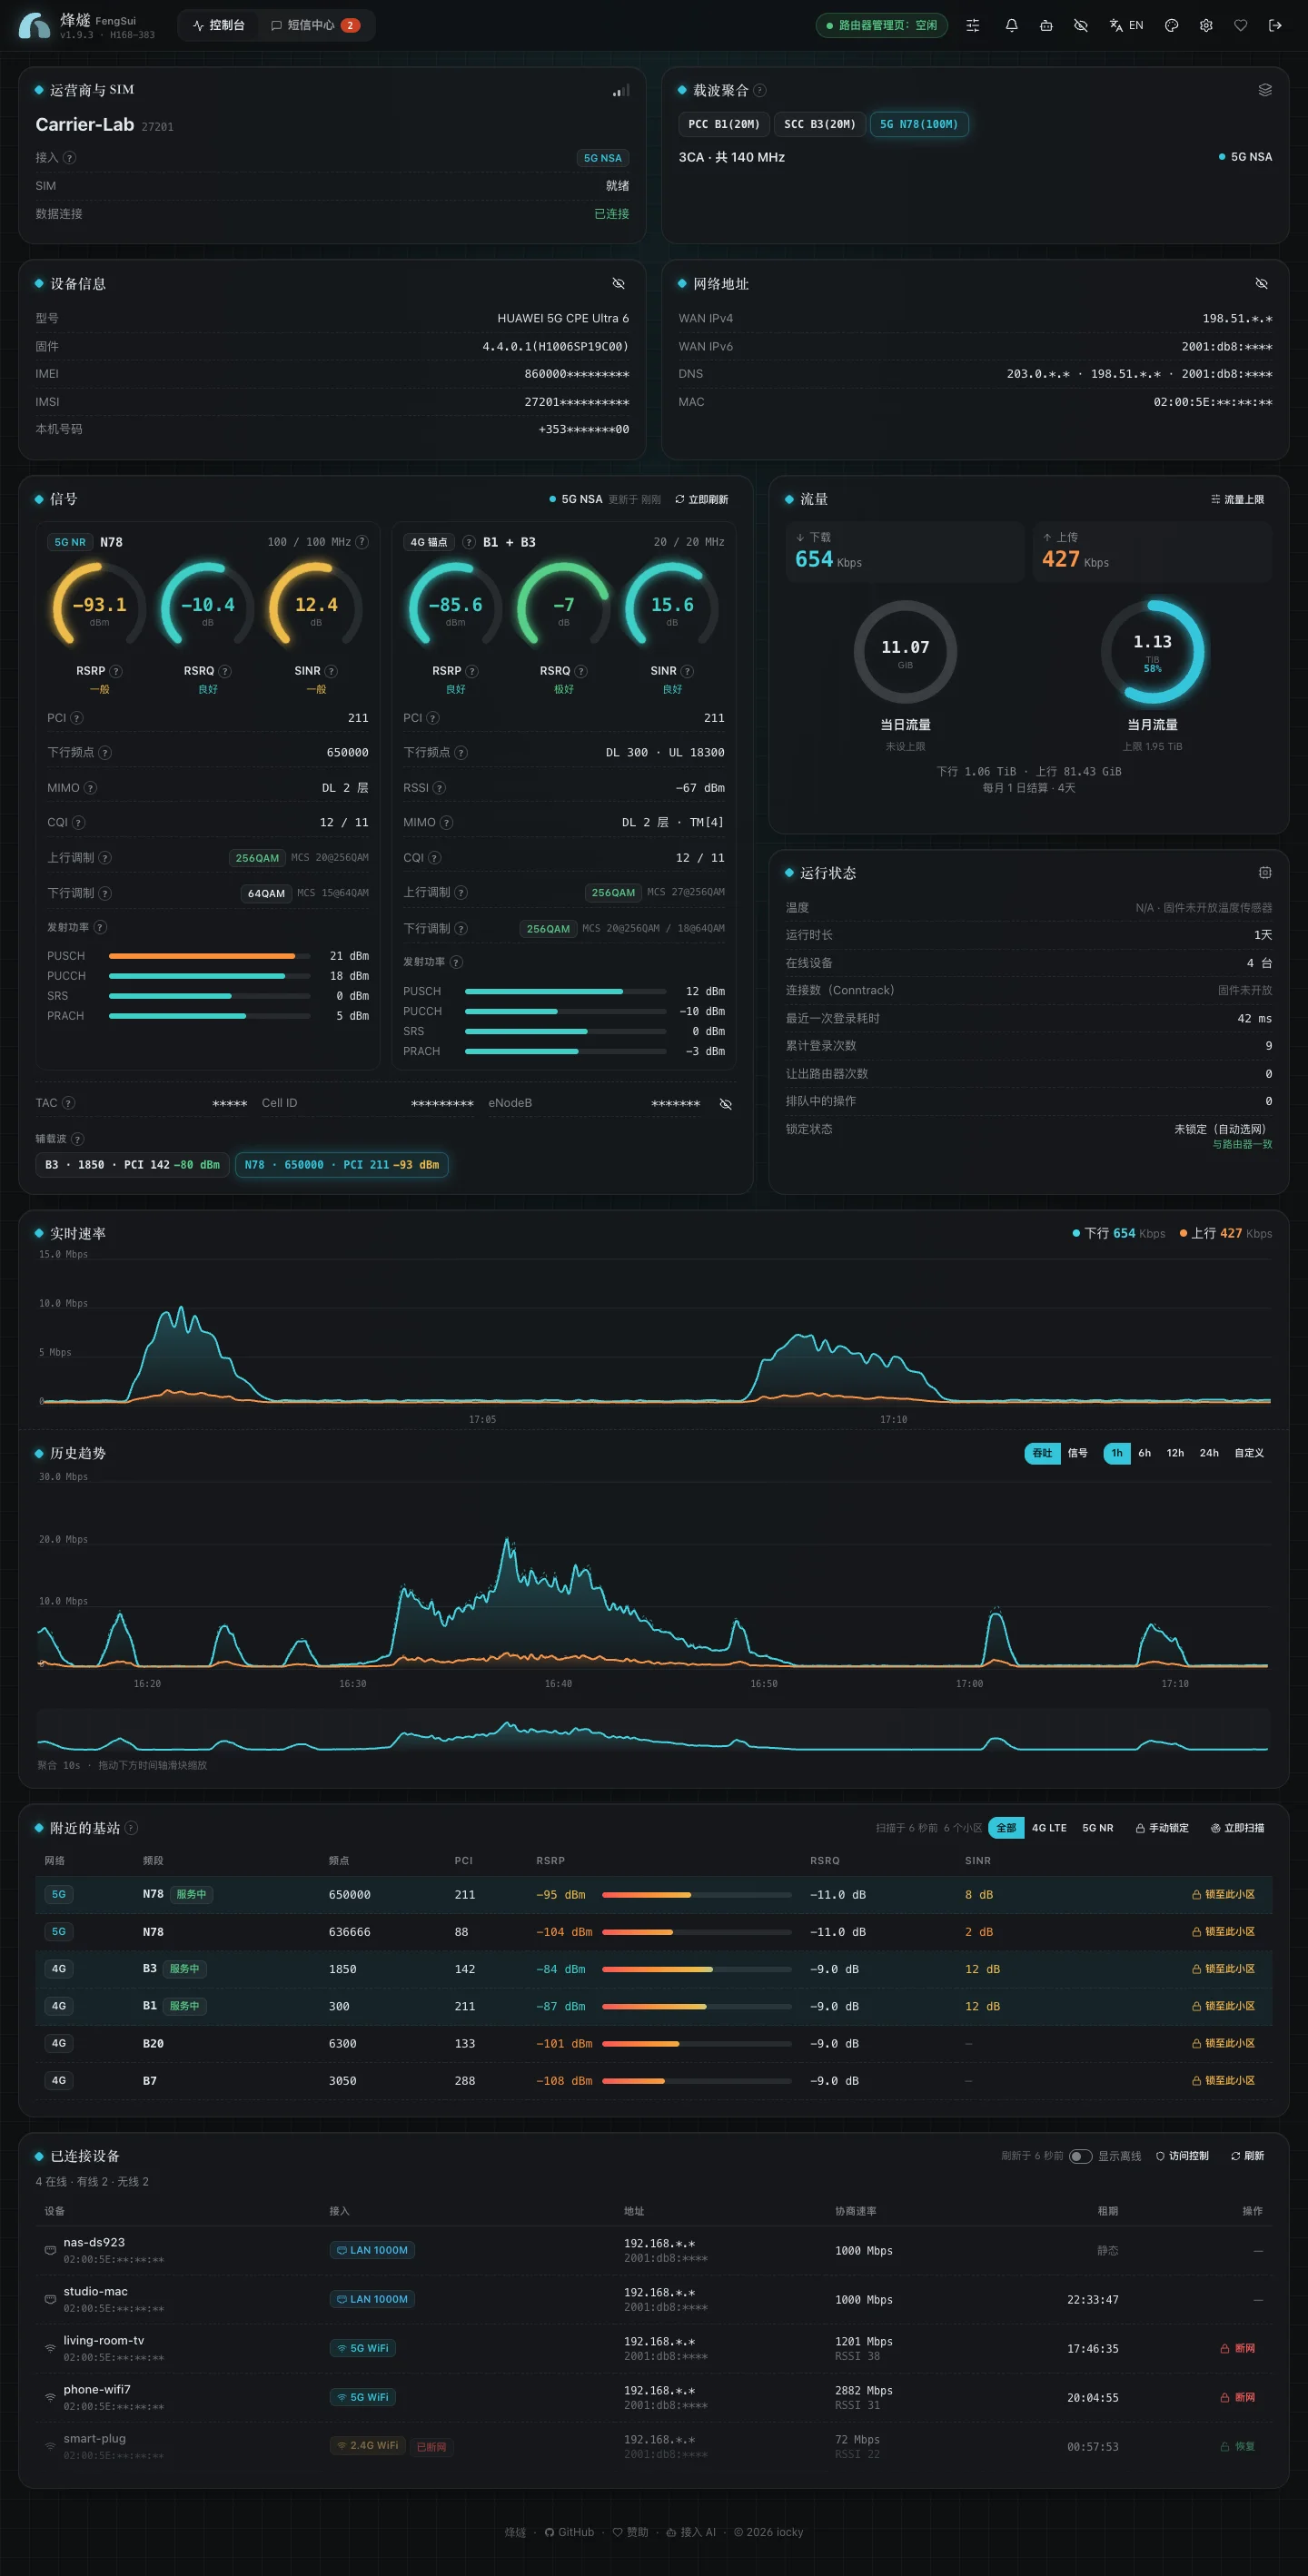 烽燧 FengSui
v1.9.3 · H168-383
控制台
短信中心 2
路由器管理页: 空闲
EN
运营商与 SIM
Carrier-Lab 27201
接入 ?
5G NSA
SIM
就绪
数据连接
已连接
载波聚合 ?
PCC B1(20M) SCC B3(20M) 5G N78(100M)
3CA · 共 140 MHz
5G NSA
设备信息
型号 HUAWEI 5G CPE Ultra 6
固件 4.4.0.1(H1006SP19C00)
IMEI 860000*********
IMSI 27201**********
本机号码 +353*******00
网络地址
WAN IPv4 198.51.*.*
WAN IPv6 2001:db8:****
DNS 203.0.*.* · 198.51.*.* · 2001:db8:****
MAC 02:00:5E:**:**:**
信号
5G NSA 更新于 刚刚 立即刷新
5G NR N78 100 / 100 MHz ?
−93.1 −10.4 12.4
dBm dB dB
RSRP ? RSRQ ? SINR ?
一般 良好 一般
PCI ? 211
下行频点 ? 650000
MIMO ? DL 2 层
CQI ? 12 / 11
上行调制 ? 256QAM MCS 20@256QAM
下行调制 ? 64QAM MCS 15@64QAM
发射功率 ?
PUSCH 21 dBm
PUCCH 18 dBm
SRS 0 dBm
PRACH 5 dBm
4G 锚点 ? B1 + B3 20 / 20 MHz
−85.6 −7 15.6
dBm dB dB
RSRP ? RSRQ ? SINR ?
良好 极好 良好
PCI ? 211
下行频点 ? DL 300 · UL 18300
RSSI ? −67 dBm
MIMO ? DL 2 层 · TM[4]
CQI ? 12 / 11
上行调制 ? 256QAM MCS 27@256QAM
下行调制 ? 256QAM MCS 20@256QAM / 18@64QAM
发射功率 ?
PUSCH 12 dBm
PUCCH −10 dBm
SRS 0 dBm
PRACH −3 dBm
TAC ? ***** Cell ID ********* eNodeB *******
辅载波 ?
B3 · 1850 · PCI 142 −80 dBm N78 · 650000 · PCI 211 −93 dBm
流量
流量上限
↓ 下载
654 Kbps
↑ 上传
427 Kbps
11.07
GiB
当日流量
未设上限
1.13
TiB
58%
当月流量
上限 1.95 TiB
下行 1.06 TiB · 上行 81.43 GiB
每月 1 日结算 · 4天
运行状态
温度 N/A · 固件未开放温度传感器
运行时长 1天
在线设备 4 台
连接数（Conntrack） 固件未开放
最近一次登录耗时 42 ms
累计登录次数 9
让出路由器次数 0
排队中的操作 0
锁定状态 未锁定（自动选网）
与路由器一致
实时速率
下行 654 Kbps 上行 427 Kbps
15.0 Mbps
10.0 Mbps
5 Mbps
0
17:05 17:10
历史趋势
吞吐 信号 1h 6h 12h 24h 自定义
30.0 Mbps
20.0 Mbps
10.0 Mbps
0
16:20 16:30 16:40 16:50 17:00 17:10
聚合 10s · 拖动下方时间轴滑块缩放
附近的基站 ?
扫描于 6 秒前 6 个小区 全部 4G LTE 5G NR 手动锁定 立即扫描
网络 频段 频点 PCI RSRP RSRQ SINR
5G N78 服务中 650000 211 −95 dBm −11.0 dB 8 dB 锁至此小区
5G N78 636666 88 −104 dBm −11.0 dB 2 dB 锁至此小区
4G B3 服务中 1850 142 −84 dBm −9.0 dB 12 dB 锁至此小区
4G B1 服务中 300 211 −87 dBm −9.0 dB 12 dB 锁至此小区
4G B20 6300 133 −101 dBm −9.0 dB — 锁至此小区
4G B7 3050 288 −108 dBm −9.0 dB — 锁至此小区
已连接设备
刷新于 6 秒前 显示离线 访问控制 刷新
4 在线 · 有线 2 · 无线 2
设备 接入 地址 协商速率 租期 操作
nas-ds923 LAN 1000M 192.168.*.* 1000 Mbps 静态 —
02:00:5E:**:**:** 2001:db8:****
studio-mac LAN 1000M 192.168.*.* 1000 Mbps 22:33:47 —
02:00:5E:**:**:** 2001:db8:****
living-room-tv 5G WiFi 192.168.*.* 1201 Mbps 17:46:35 断网
02:00:5E:**:**:** 2001:db8:**** RSSI 38
phone-wifi7 5G WiFi 192.168.*.* 2882 Mbps 20:04:55 断网
02:00:5E:**:**:** 2001:db8:**** RSSI 31
smart-plug 2.4G WiFi 已断网 192.168.*.* 72 Mbps 00:57:53 恢复
02:00:5E:**:**:** 2001:db8:**** RSSI 22
烽燧 · GitHub · 赞助 · 接入 AI · © 2026 iocky